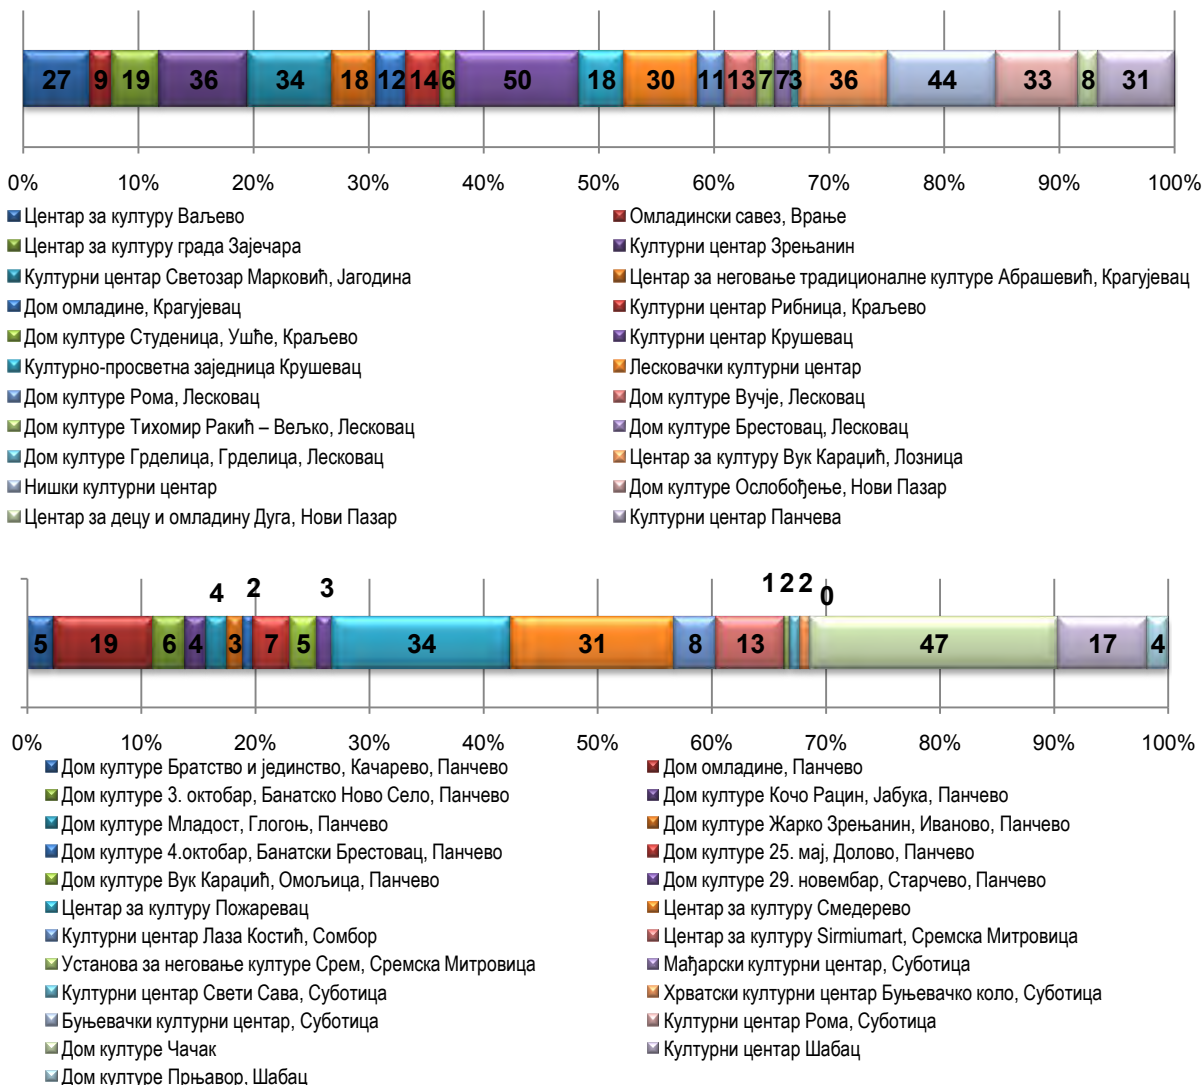 27 9 19 36 34 18 12 14 6 50 18 30 11 13 7 7 3 36 44 33 8 31
0% 10% 20% 30% 40% 50% 60% 70% 80% 90% 100%
Центар за културу Ваљево
Омладински савез, Врање
Центар за културу града Зајечара
Културни центар Зрењанин
Културни центар Светозар Марковић, Јагодина
Центар за неговање традиционалне културе Абрашевић, Крагујевац
Дом омладине, Крагујевац
Културни центар Рибница, Краљево
Дом културе Студеница, Ушће, Краљево
Културни центар Крушевац
Културно-просветна заједница Крушевац
Лесковачки културни центар
Дом културе Рома, Лесковац
Дом културе Вучје, Лесковац
Дом културе Тихомир Ракић – Вељко, Лесковац
Дом културе Брестовац, Лесковац
Дом културе Грделица, Грделица, Лесковац
Центар за културу Вук Караџић, Лозница
Нишки културни центар
Дом културе Ослобођење, Нови Пазар
Центар за децу и омладину Дуга, Нови Пазар
Културни центар Панчева
4 2 3 1 2 2 0
5 19 6 4 3 7 5 34 31 8 13 47 17 4
0% 10% 20% 30% 40% 50% 60% 70% 80% 90% 100%
Дом културе Братство и јединство, Качарево, Панчево
Дом омладине, Панчево
Дом културе 3. октобар, Банатско Ново Село, Панчево
Дом културе Кочо Рацин, Јабука, Панчево
Дом културе Младост, Глогоњ, Панчево
Дом културе Жарко Зрењанин, Иваново, Панчево
Дом културе 4.октобар, Банатски Брестовац, Панчево
Дом културе 25. мај, Долово, Панчево
Дом културе Вук Караџић, Омољица, Панчево
Дом културе 29. новембар, Старчево, Панчево
Центар за културу Пожаревац
Центар за културу Смедерево
Културни центар Лаза Костић, Сомбор
Центар за културу Sirmiumart, Сремска Митровица
Установа за неговање културе Срем, Сремска Митровица
Мађарски културни центар, Суботица
Културни центар Свети Сава, Суботица
Хрватски културни центар Буњевачко коло, Суботица
Буњевачки културни центар, Суботица
Културни центар Рома, Суботица
Дом културе Чачак
Културни центар Шабац
Дом културе Прњавор, Шабац